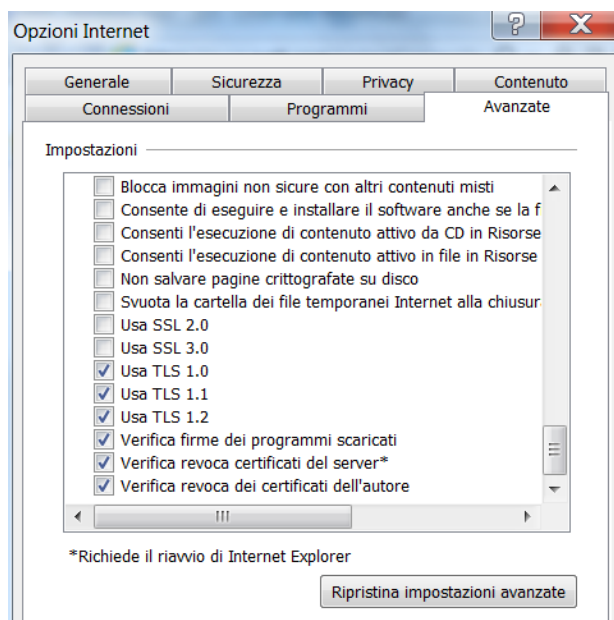 Opzioni Internet
Generale Sicurezza Privacy Contenuto
Connessioni Programmi Avanzate
Impostazioni
Blocca immagini non sicure con altri contenuti misti
Consente di eseguire e installare il software anche se la f
Consenti l'esecuzione di contenuto attivo da CD in Risorse
Consenti l'esecuzione di contenuto attivo in file in Risorse
Non salvare pagine crittografate su disco
Svuota la cartella dei file temporanei Internet alla chiusur
Usa SSL 2.0
Usa SSL 3.0
Usa TLS 1.0
Usa TLS 1.1
Usa TLS 1.2
Verifica firme dei programmi scaricati
Verifica revoca certificati del server*
Verifica revoca dei certificati dell'autore
*Richiede il riavvio di Internet Explorer
Ripristina impostazioni avanzate